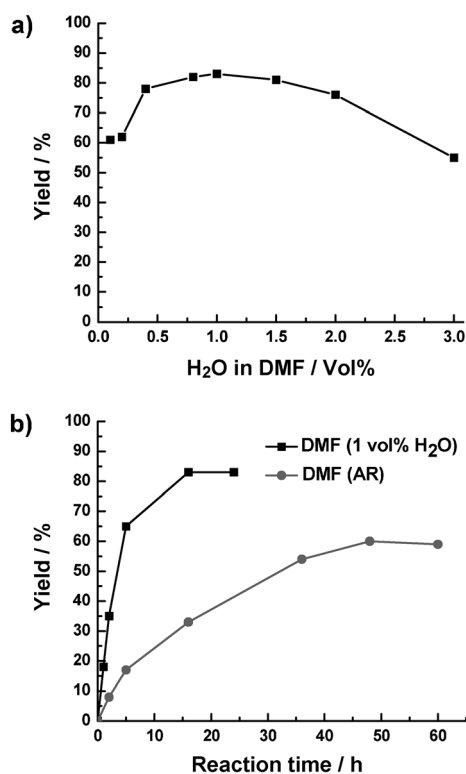 a)
100
90
80
70
60
50
40
30
20
10
0
Yield / %
0.0 0.5 1.0 1.5 2.0 2.5 3.0
H2O in DMF / Vol%
b)
100
90
80
70
60
50
40
30
20
10
0
Yield / %
DMF (1 vol% H2O)
DMF (AR)
0 10 20 30 40 50 60
Reaction time / h